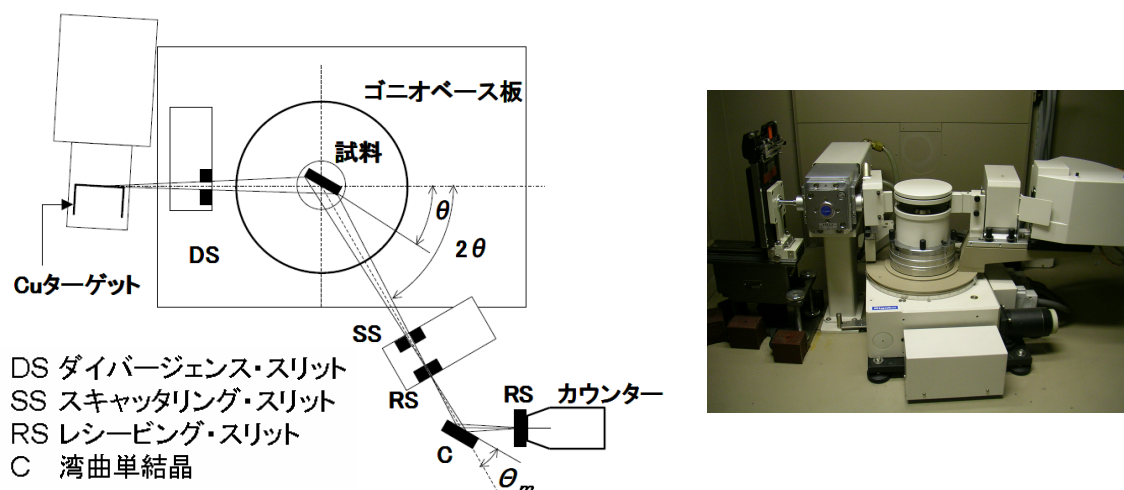 ゴニオベース板
試料
θ
2θ
DS
Cuターゲット
SS
RS
RS
カウンター
C
θm
DS ダイバージェンス・スリット
SS スキャッタリング・スリット
RS レシービング・スリット
C 湾曲単結晶